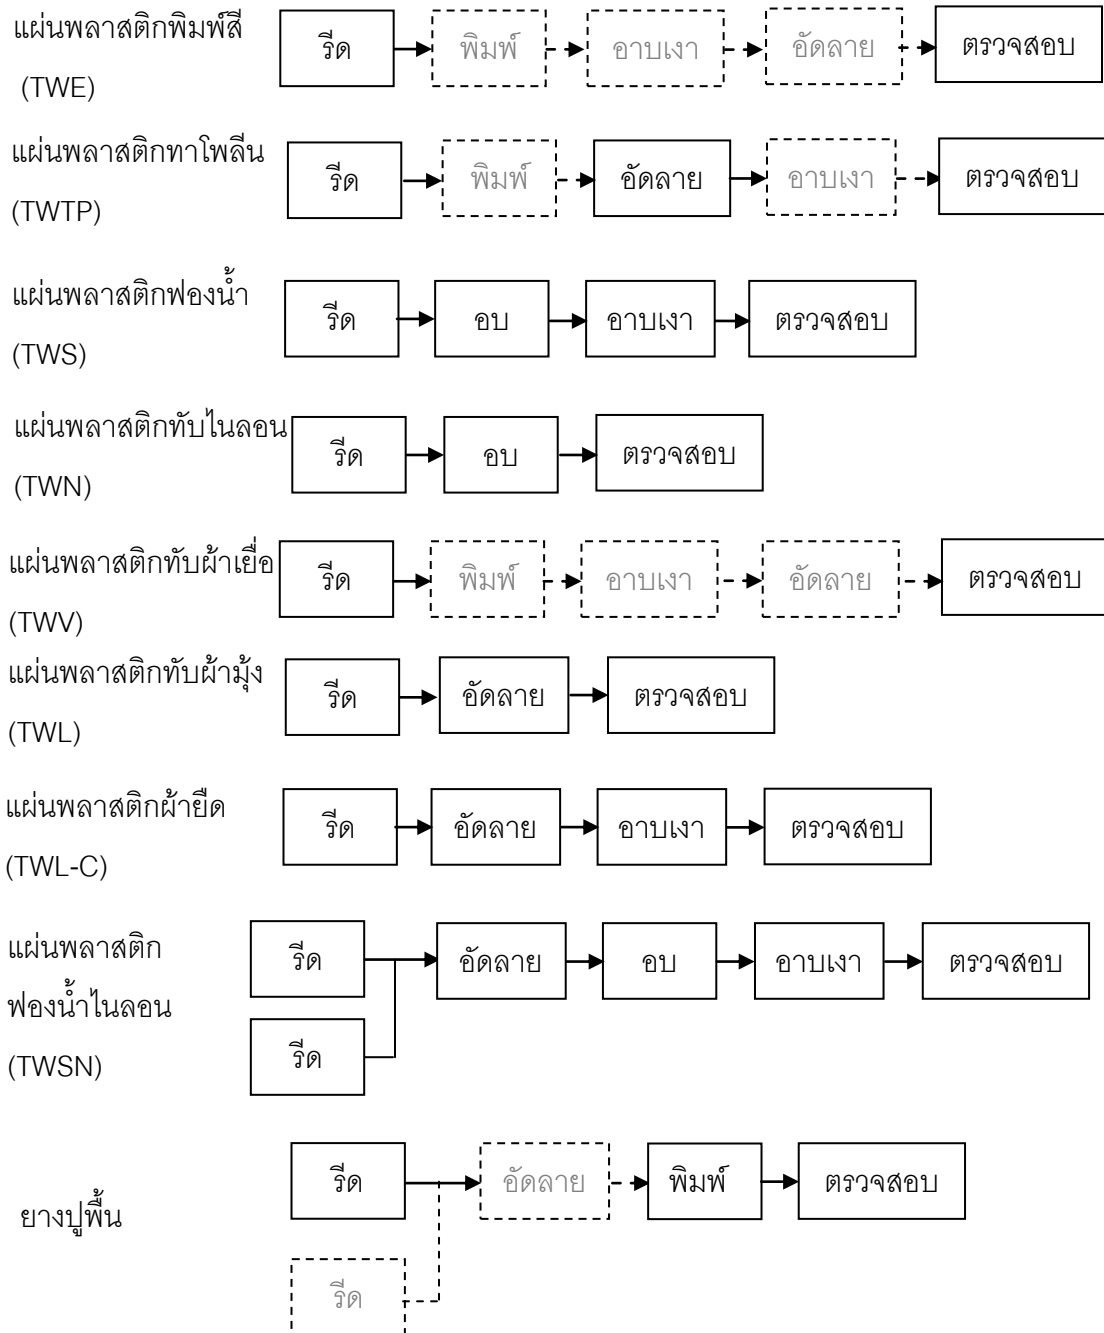 แผ่นพลาสติกพิมพ์สี
(TWE)
รีด พิมพ์ อาบเงา อัดลาย ตรวจสอบ
แผ่นพลาสติกทาโพลีน
(TWTP)
รีด พิมพ์ อัดลาย อาบเงา ตรวจสอบ
แผ่นพลาสติกฟองน้ำ
(TWS)
รีด อบ อาบเงา ตรวจสอบ
แผ่นพลาสติกทับไนลอน
(TWN)
รีด อบ ตรวจสอบ
แผ่นพลาสติกทับผ้าเยื่อ
(TWV)
รีด พิมพ์ อาบเงา อัดลาย ตรวจสอบ
แผ่นพลาสติกทับผ้ามุ้ง
(TWL)
รีด อัดลาย ตรวจสอบ
แผ่นพลาสติกผ้ายืด
(TWL-C)
รีด อัดลาย อาบเงา ตรวจสอบ
แผ่นพลาสติก
ฟองน้ำไนลอน
(TWSN)
รีด อัดลาย อบ อาบเงา ตรวจสอบ
รีด
ยางปูพื้น
รีด อัดลาย พิมพ์ ตรวจสอบ
รีด